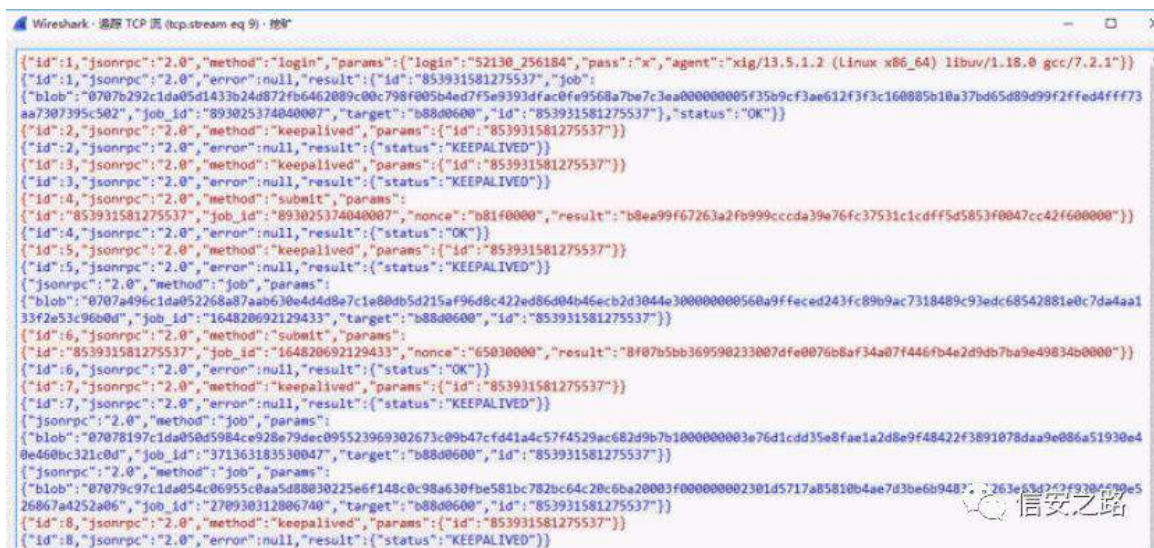 Wireshark · 追踪 TCP 流 (tcp.stream eq 9) · 挖矿
{"id":1,"jsonrpc":"2.0","method":"login","params":{"login":"52130_256184","pass":"x","agent":"xig/13.5.1.2 (Linux x86_64) libuv/1.18.0 gcc/7.2.1"}}
{"id":1,"jsonrpc":"2.0","error":null,"result":{"id":"853931581275537","job":
{"blob":
"job_id":"893025374040007","target":"b88d0600","id":"853931581275537"},"status":"OK"}}
{"id":2,"jsonrpc":"2.0","method":"keepalived","params":{"id":"853931581275537"}}
{"id":2,"jsonrpc":"2.0","error":null,"result":{"status":"KEEPALIVED"}}
{"id":3,"jsonrpc":"2.0","method":"keepalived","params":{"id":"853931581275537"}}
{"id":3,"jsonrpc":"2.0","error":null,"result":{"status":"KEEPALIVED"}}
{"id":4,"jsonrpc":"2.0","method":"submit","params":
{"id":"853931581275537","job_id":"893025374040007","nonce":"b81f0000","result":
{"id":4,"jsonrpc":"2.0","error":null,"result":{"status":"OK"}}
{"id":5,"jsonrpc":"2.0","method":"keepalived","params":{"id":"853931581275537"}}
{"id":5,"jsonrpc":"2.0","error":null,"result":{"status":"KEEPALIVED"}}
{"jsonrpc":"2.0","method":"job","params":
{"blob":
"job_id":"164820692129433","target":"b88d0600","id":"853931581275537"}}
{"id":6,"jsonrpc":"2.0","method":"submit","params":
{"id":"853931581275537","job_id":"164820692129433","nonce":"65030000","result":
{"id":6,"jsonrpc":"2.0","error":null,"result":{"status":"OK"}}
{"id":7,"jsonrpc":"2.0","method":"keepalived","params":{"id":"853931581275537"}}
{"id":7,"jsonrpc":"2.0","error":null,"result":{"status":"KEEPALIVED"}}
{"jsonrpc":"2.0","method":"job","params":
{"blob":
"job_id":"371363183530047","target":"b88d0600","id":"853931581275537"}}
{"jsonrpc":"2.0","method":"job","params":
{"blob":
"job_id":"270930312806740","target":"b88d0600","id":"853931581275537"}}
{"id":8,"jsonrpc":"2.0","method":"keepalived","params":{"id":"853931581275537"}}
{"id":8,"jsonrpc":"2.0","error":null,"result":{"status":"KEEPALIVED"}}
信安之路